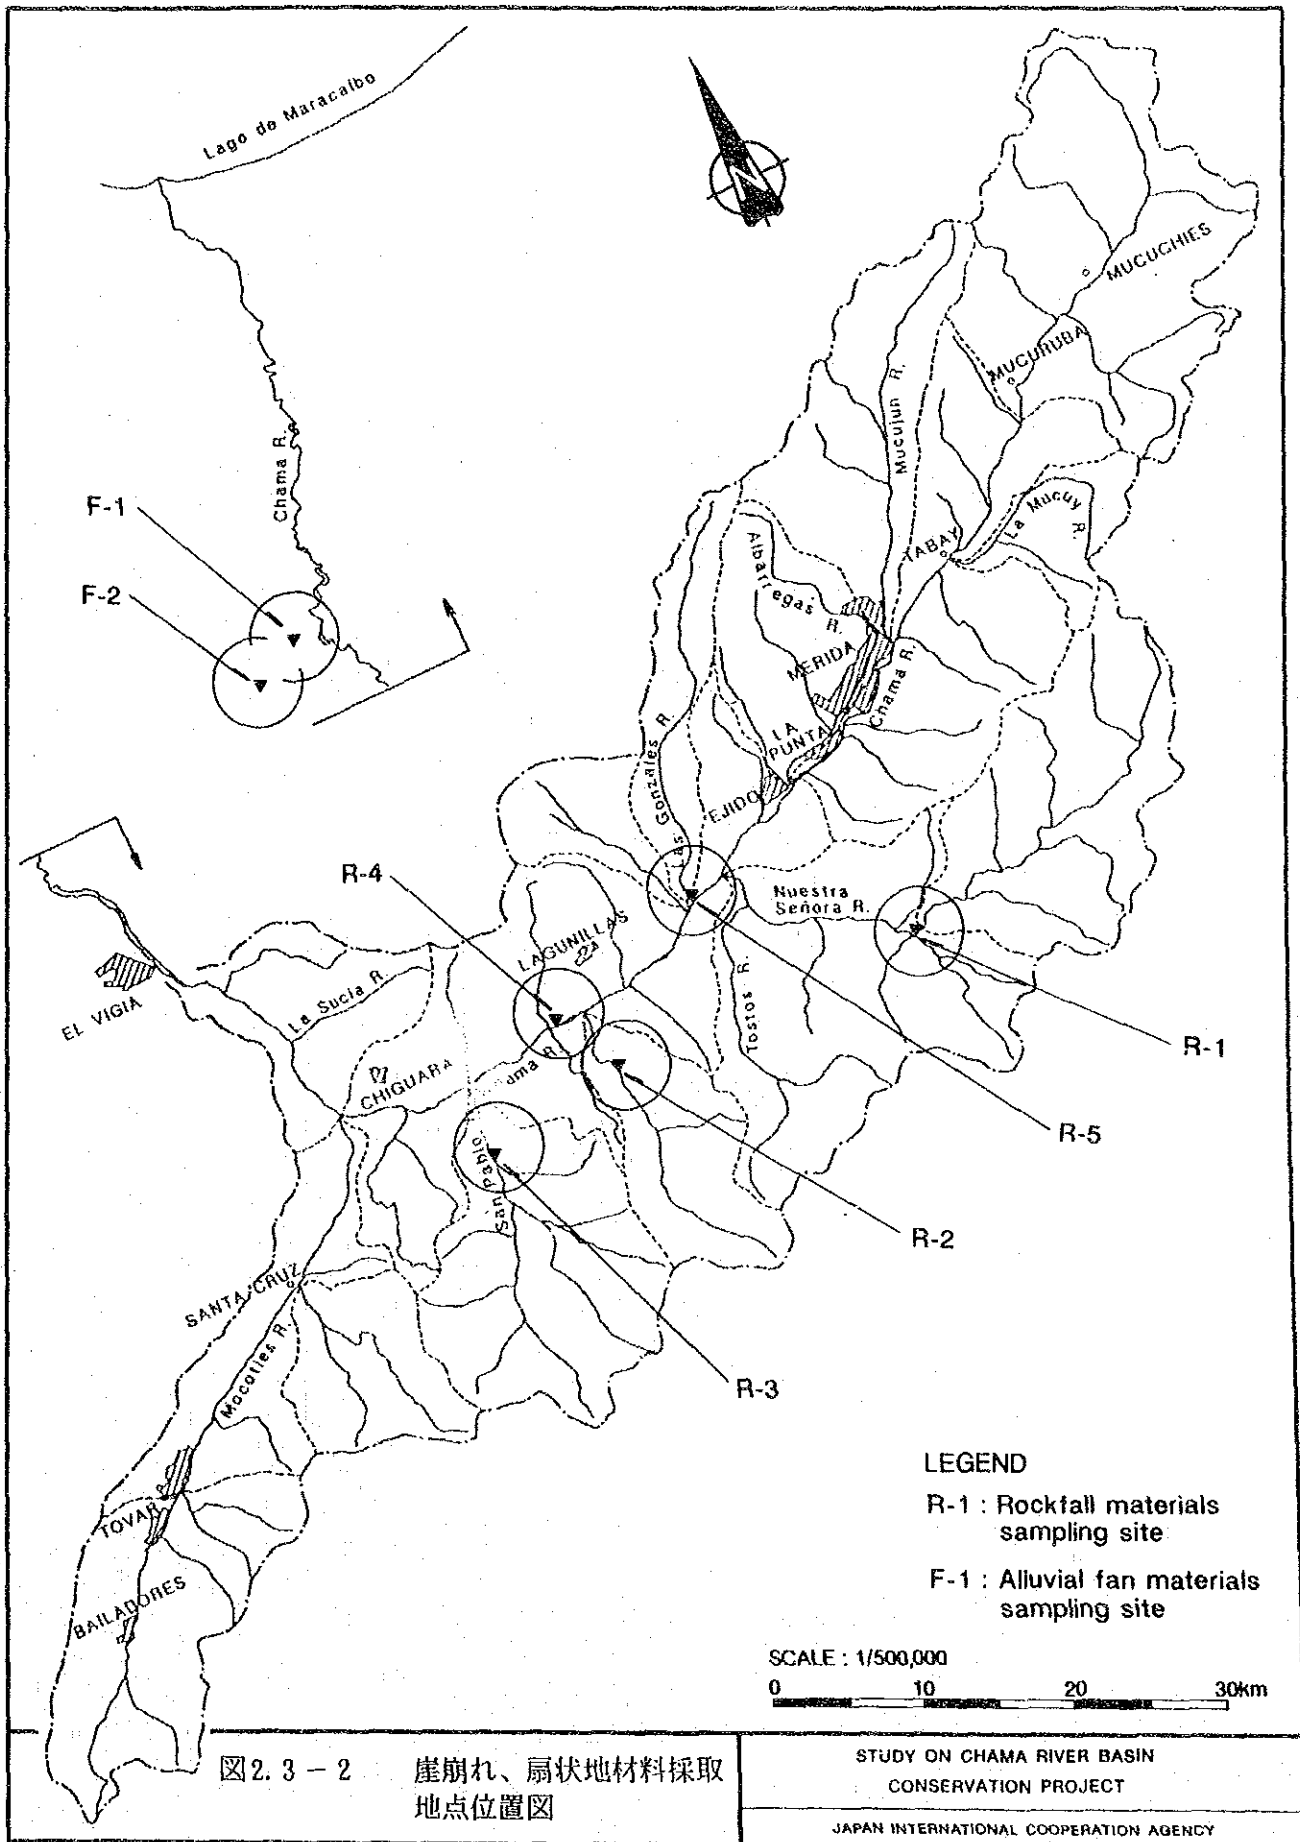 Lago de Maracaibo
N
MUCUCHIES
MUCURUBA
Mucujun R.
Chama R.
F-1
La Mucuy R.
TABAY
F-2
Albarregas R.
MERIDA
Chama R.
LA PUNTA
Las Gonzales R.
EJIDO
R-4
Nuestra
Señora R.
LAGUNILLAS
EL VIGIA
La Sucia R.
Tostos R.
R-1
CHIGUARA
ama R.
R-5
San Pablo
R-2
SANTA CRUZ
Mocoties R.
R-3
TOVAR
BAILADORES
LEGEND
R-1 : Rockfall materials
sampling site
F-1 : Alluvial fan materials
sampling site
SCALE : 1/500,000
0 10 20 30km
図2.3-2 崖崩れ、扇状地材料採取
地点位置図
STUDY ON CHAMA RIVER BASIN
CONSERVATION PROJECT
JAPAN INTERNATIONAL COOPERATION AGENCY